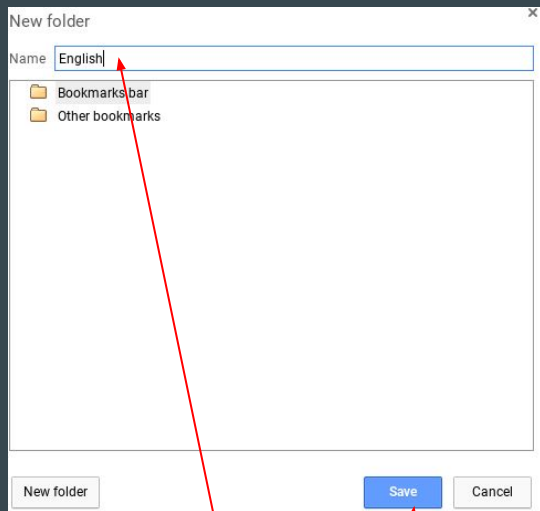 New folder
Name English
Bookmarks bar
Other bookmarks
New folder Save Cancel